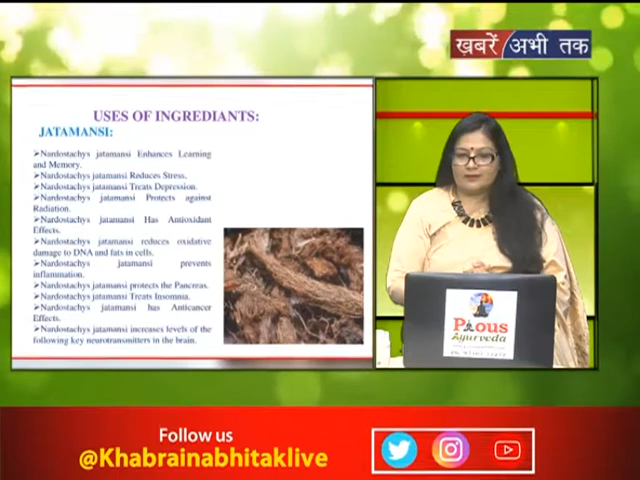 ख़बरें अभी तक
USES OF INGREDIANTS:
JATAMANSI:
➢Nardostachys jatamansi Enhances Learning
and Memory.
➢Nardostachys jatamansi Reduces Stress.
➢Nardostachys jatamansi Treats Depression.
➢Nardostachys jatamansi Protects against
Radiation.
➢Nardostachys jatamansi Has Antioxidant
Effects.
➢Nardostachys jatamansi reduces oxidative
damage to DNA and fats in cells.
➢Nardostachys jatamansi prevents
inflammation.
➢Nardostachys jatamansi protects the Pancreas.
➢Nardostachys jatamansi Treats Insomnia.
➢Nardostachys jatamansi has Anticancer
Effects.
➢Nardostachys jatamansi increases levels of the
following key neurotransmitters in the brain.
Pious
Ayurveda
Follow us
@Khabrainabhitaklive